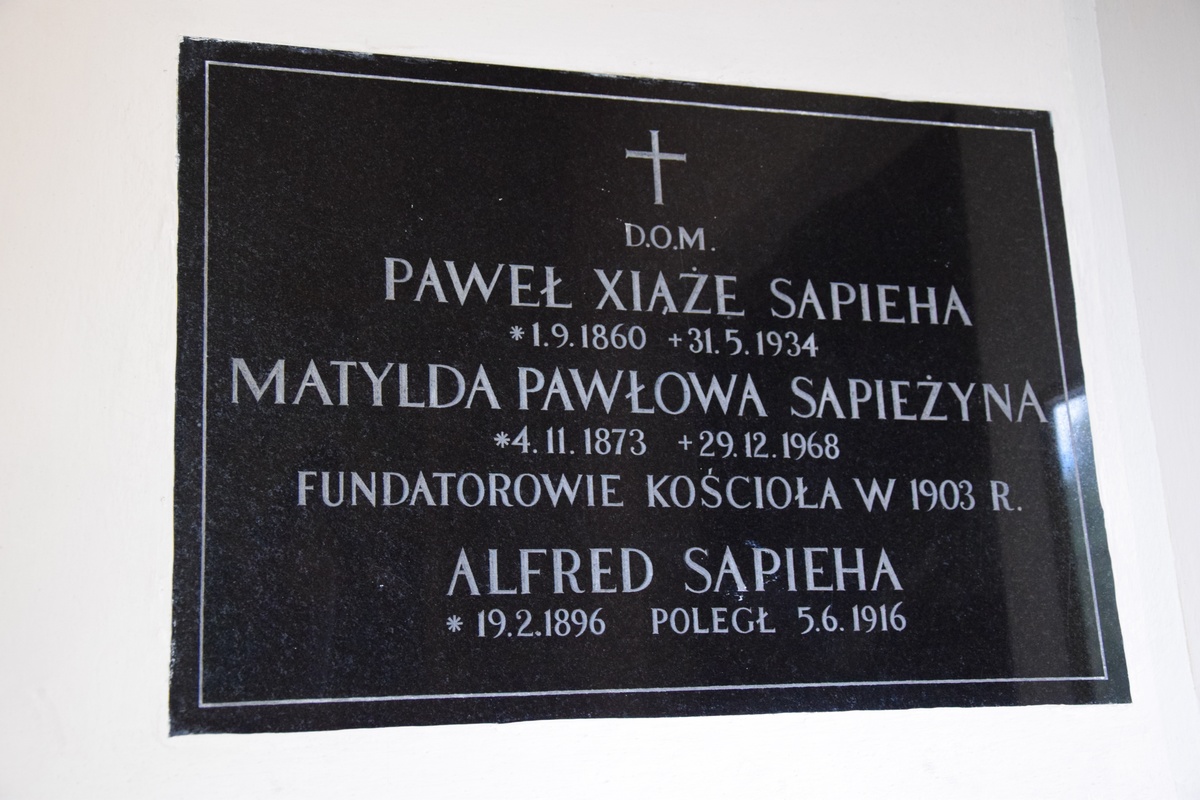 D.O.M.
PAWEŁ XIĄŻE SAPIEHA
*1.9.1860 +31.5.1934
MATYLDA PAWŁOWA SAPIEŻYNA
*4.11.1873 +29.12.1968
FUNDATOROWIE KOŚCIOŁA W 1903 R.
ALFRED SAPIEHA
* 19.2.1896 POLEGŁ 5.6.1916